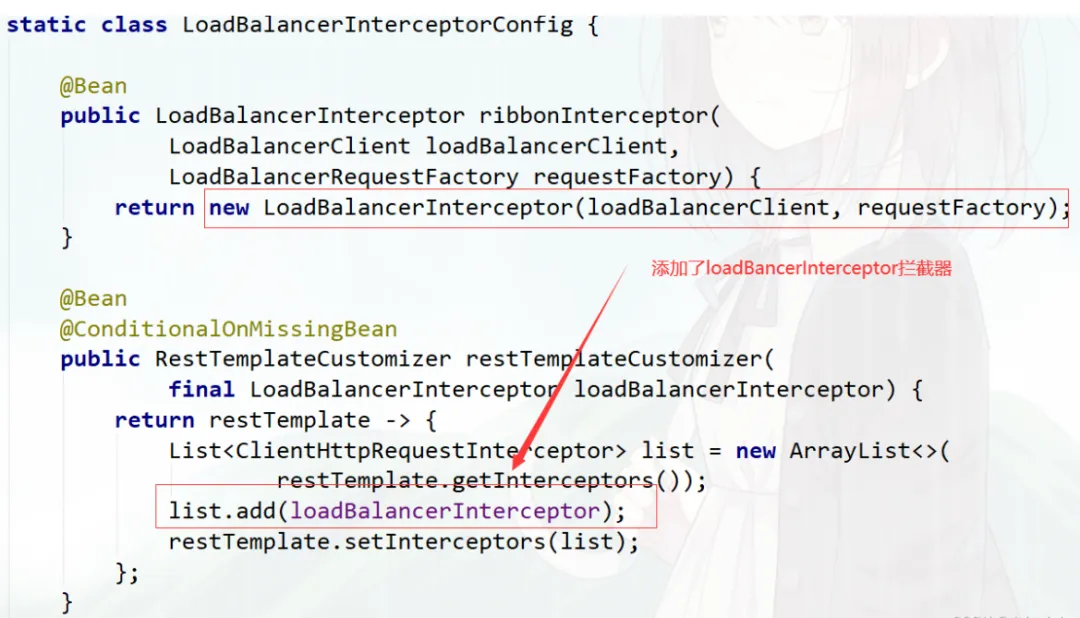 static class LoadBalancerInterceptorConfig {
@Bean
public LoadBalancerInterceptor ribbonInterceptor(
LoadBalancerClient loadBalancerClient,
LoadBalancerRequestFactory requestFactory) {
return new LoadBalancerInterceptor(loadBalancerClient, requestFactory);
}
添加了loadBancerInterceptor拦截器
@Bean
@ConditionalOnMissingBean
public RestTemplateCustomizer restTemplateCustomizer(
final LoadBalancerInterceptor loadBalancerInterceptor) {
return restTemplate -> {
List<ClientHttpRequestInterceptor> list = new ArrayList<>(
restTemplate.getInterceptors());
list.add(loadBalancerInterceptor);
restTemplate.setInterceptors(list);
};
}